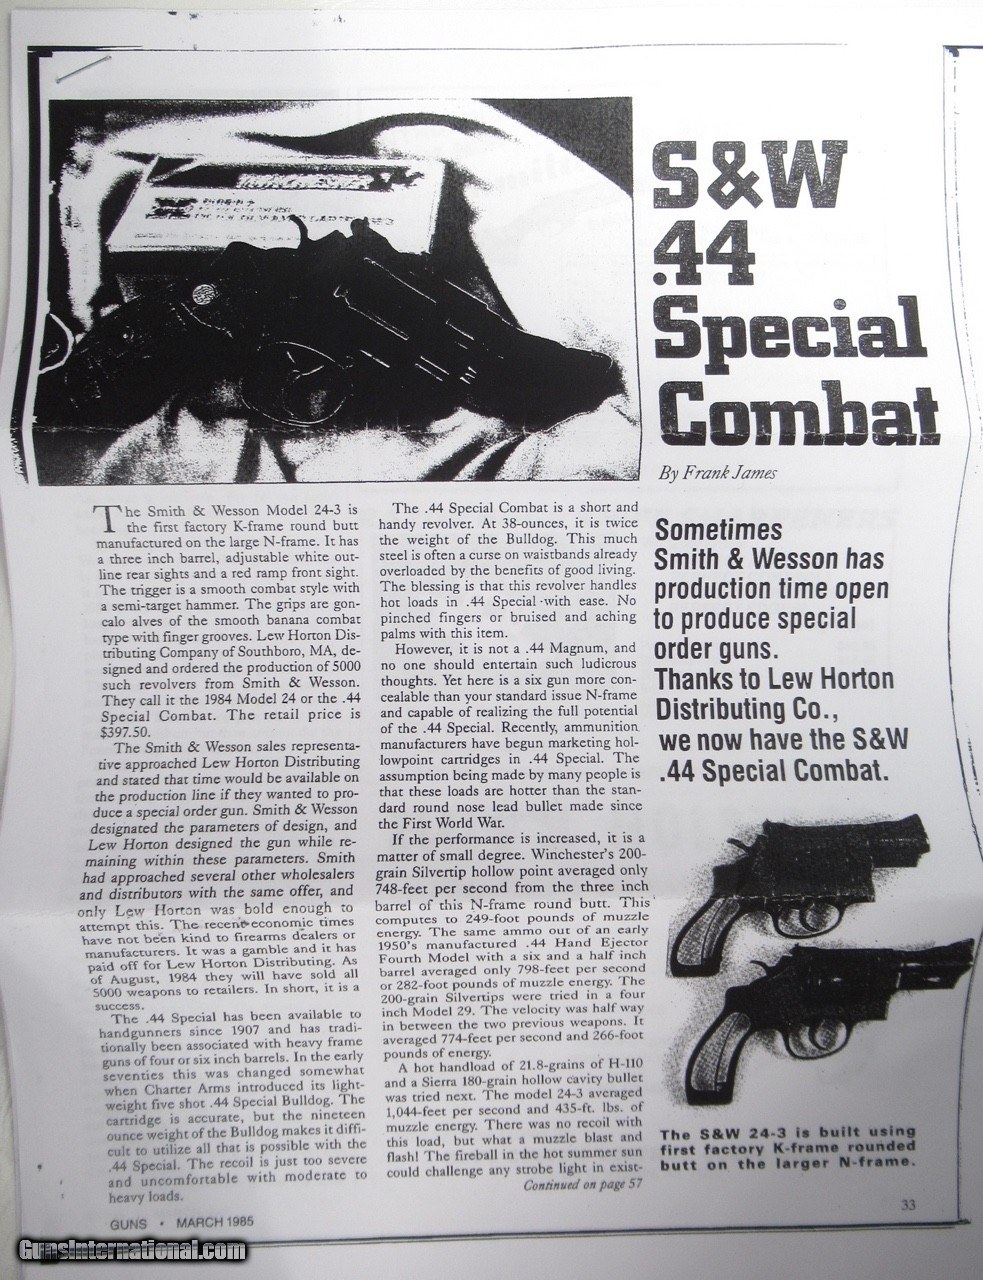 WINCHESTER
S&W
.44
Special
Combat
By Frank James
The Smith & Wesson Model 24-3 is
the first factory K-frame round butt
manufactured on the large N-frame. It has
a three inch barrel, adjustable white out-
line rear sights and a red ramp front sight.
The trigger is a smooth combat style with
a semi-target hammer. The grips are gon-
calo alves of the smooth banana combat
type with finger grooves. Lew Horton Dis-
tributing Company of Southboro, MA, de-
signed and ordered the production of 5000
such revolvers from Smith & Wesson.
They call it the 1984 Model 24 or the .44
Special Combat. The retail price is
$397.50.
The Smith & Wesson sales representa-
tive approached Lew Horton Distributing
and stated that time would be available on
the production line if they wanted to pro-
duce a special order gun. Smith & Wesson
designated the parameters of design, and
Lew Horton designed the gun while re-
maining within these parameters. Smith
had approached several other wholesalers
and distributors with the same offer, and
only Lew Horton was bold enough to
attempt this. The recent economic times
have not been kind to firearms dealers or
manufacturers. It was a gamble and it has
paid off for Lew Horton Distributing. As
of August, 1984 they will have sold all
5000 weapons to retailers. In short, it is a
success.
The .44 Special has been available to
handgunners since 1907 and has tradi-
tionally been associated with heavy frame
guns of four or six inch barrels. In the early
seventies this was changed somewhat
when Charter Arms introduced its light-
weight five shot .44 Special Bulldog. The
cartridge is accurate, but the nineteen
ounce weight of the Bulldog makes it diffi-
cult to utilize all that is possible with the
.44 Special. The recoil is just too severe
and uncomfortable with moderate to
heavy loads.
The .44 Special Combat is a short and
handy revolver. At 38-ounces, it is twice
the weight of the Bulldog. This much
steel is often a curse on waistbands already
overloaded by the benefits of good living.
The blessing is that this revolver handles
hot loads in .44 Special with ease. No
pinched fingers or bruised and aching
palms with this item.
However, it is not a .44 Magnum, and
no one should entertain such ludicrous
thoughts. Yet here is a six gun more con-
cealable than your standard issue N-frame
and capable of realizing the full potential
of the .44 Special. Recently, ammunition
manufacturers have begun marketing hol-
lowpoint cartridges in .44 Special. The
assumption being made by many people is
that these loads are hotter than the stan-
dard round nose lead bullet made since
the First World War.
If the performance is increased, it is a
matter of small degree. Winchester's 200-
grain Silvertip hollow point averaged only
748-feet per second from the three inch
barrel of this N-frame round butt. This
computes to 249-foot pounds of muzzle
energy. The same ammo out of an early
1950's manufactured .44 Hand Ejector
Fourth Model with a six and a half inch
barrel averaged only 798-feet per second
or 282-foot pounds of muzzle energy. The
200-grain Silvertips were tried in a four
inch Model 29. The velocity was half way
in between the two previous weapons. It
averaged 774-feet per second and 266-foot
pounds of energy.
A hot handload of 21.8-grains of H-110
and a Sierra 180-grain hollow cavity bullet
was tried next. The model 24-3 averaged
1,044-feet per second and 435-ft. lbs. of
muzzle energy. There was no recoil with
this load, but what a muzzle blast and
flash! The fireball in the hot summer sun
could challenge any strobe light in exist-
Continued on page 57
Sometimes
Smith & Wesson has
production time open
to produce special
order guns.
Thanks to Lew Horton
Distributing Co.,
we now have the S&W
.44 Special Combat.
The S&W 24-3 is built using
first factory K-frame rounded
butt on the larger N-frame.
GUNS • MARCH 1985
33
GunsInternational.com